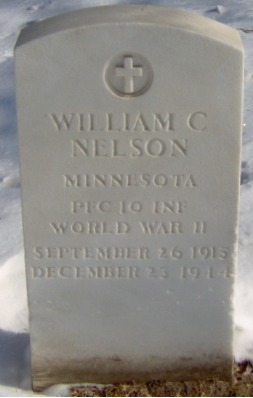 WILLIAM C
NELSON
MINNESOTA
PFC 10 INF
WORLD WAR II
SEPTEMBER 26 1915
DECEMBER 23 1944